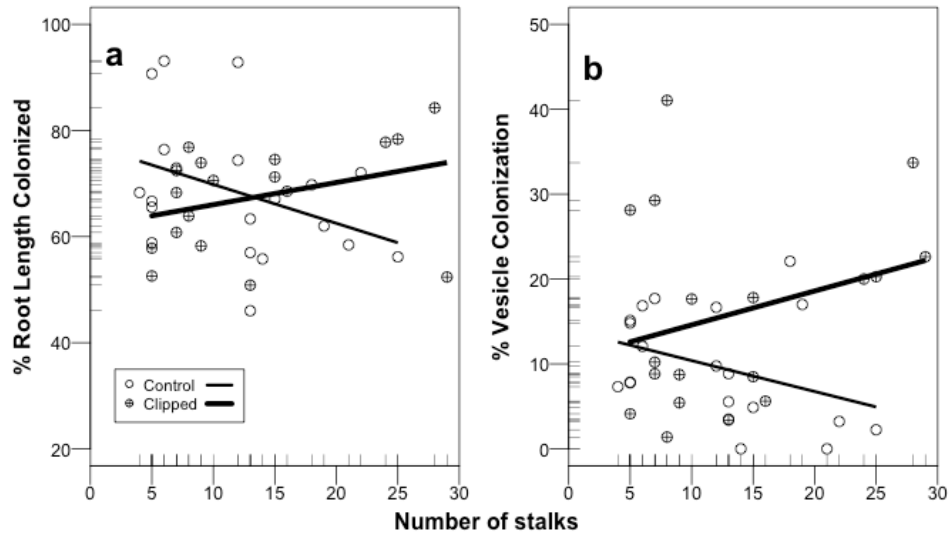 a
% Root Length Colonized
100
80
60
40
20
Control
Clipped
0 5 10 15 20 25 30
b
% Vesicle Colonization
50
40
30
20
10
0
0 5 10 15 20 25 30
Number of stalks